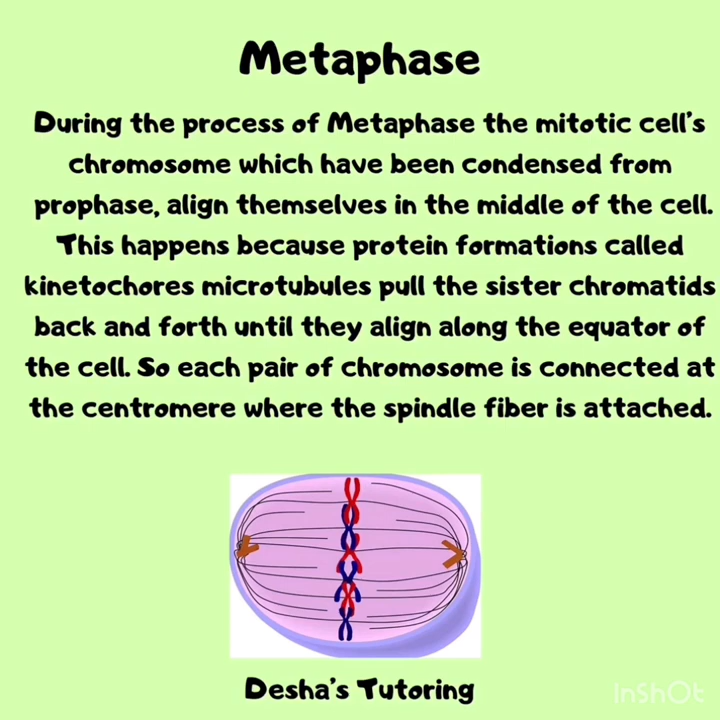 Metaphase
During the process of Metaphase the mitotic cell's
chromosome which have been condensed from
prophase, align themselves in the middle of the cell.
This happens because protein formations called
kinetochores microtubules pull the sister chromatids
back and forth until they align along the equator of
the cell. So each pair of chromosome is connected at
the centromere where the spindle fiber is attached.
Desha's Tutoring
InShOt